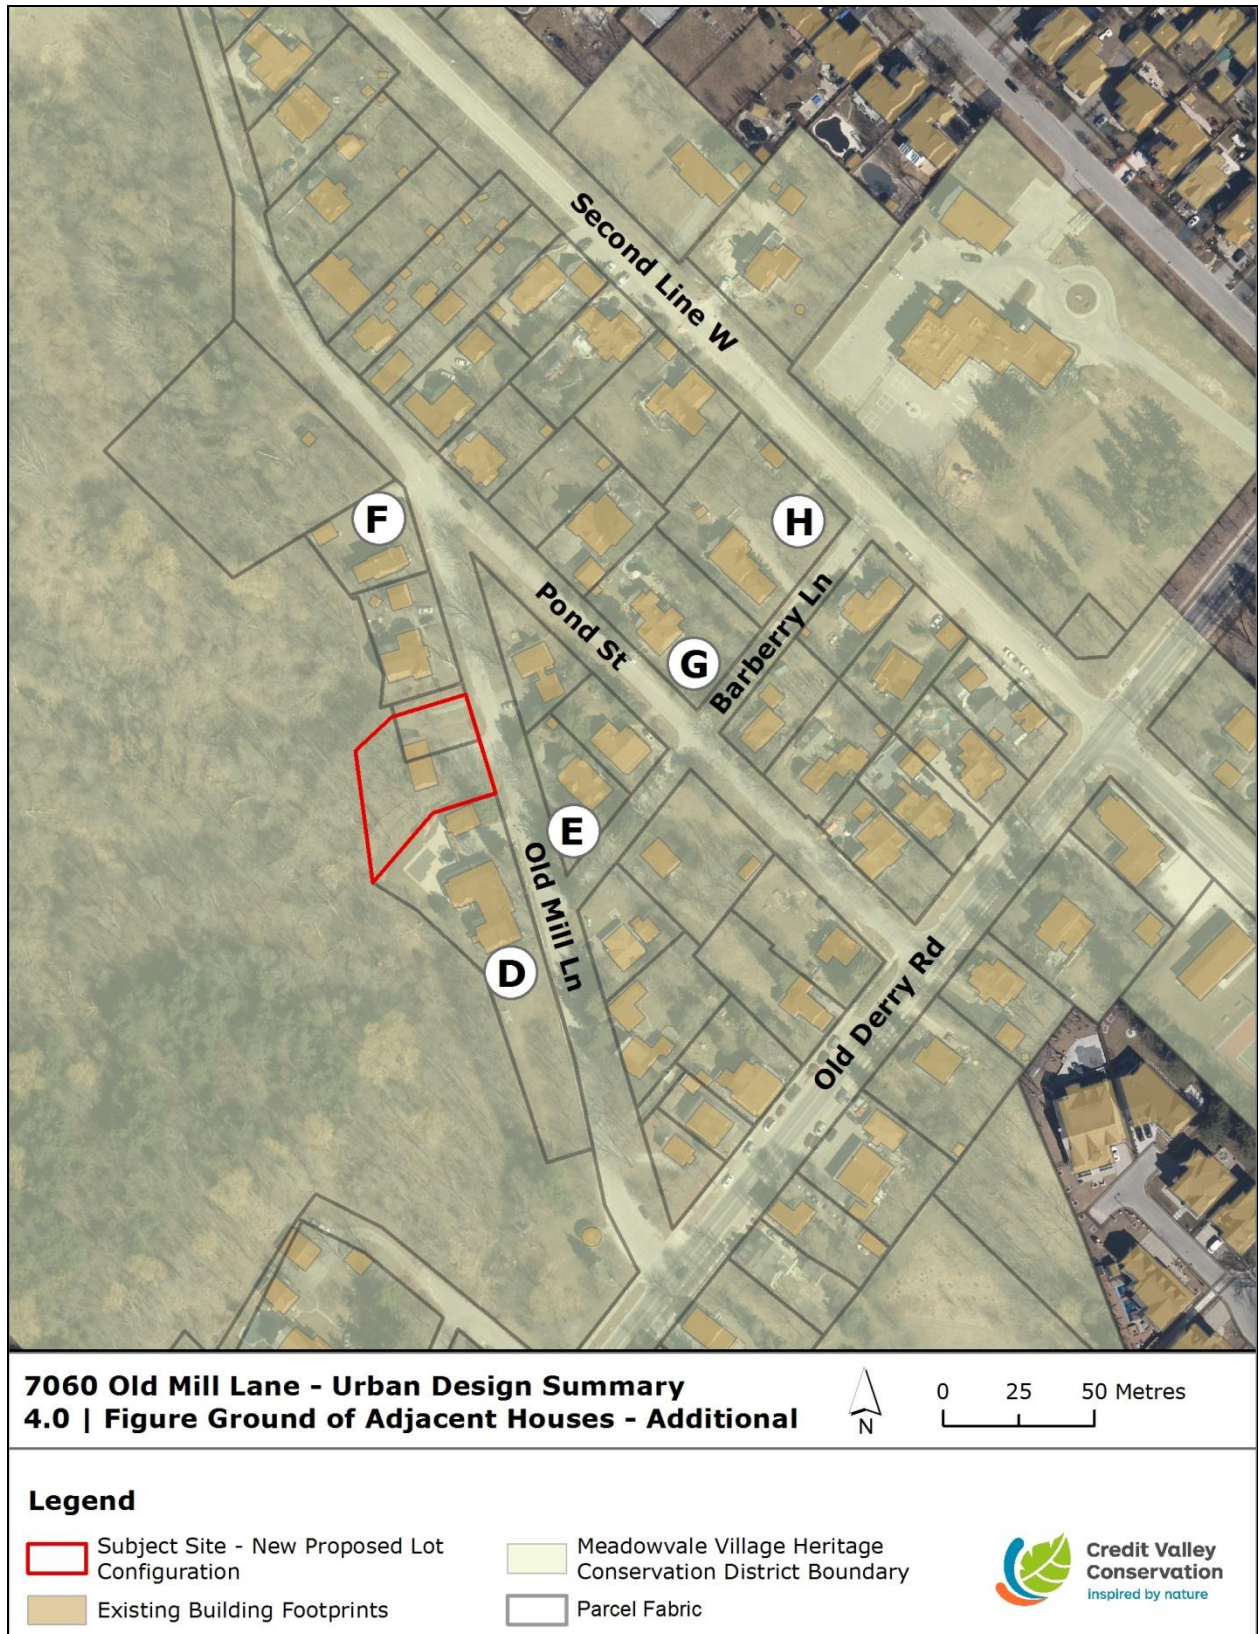 Second Line W
F
H
Pond St
G
Barberry Ln
E
Old Mill Ln
D
Old Derry Rd
7060 Old Mill Lane - Urban Design Summary
4.0 | Figure Ground of Adjacent Houses - Additional
N
0 25 50 Metres
Legend
Subject Site - New Proposed Lot
Configuration
Existing Building Footprints
Meadowvale Village Heritage
Conservation District Boundary
Parcel Fabric
Credit Valley
Conservation
inspired by nature